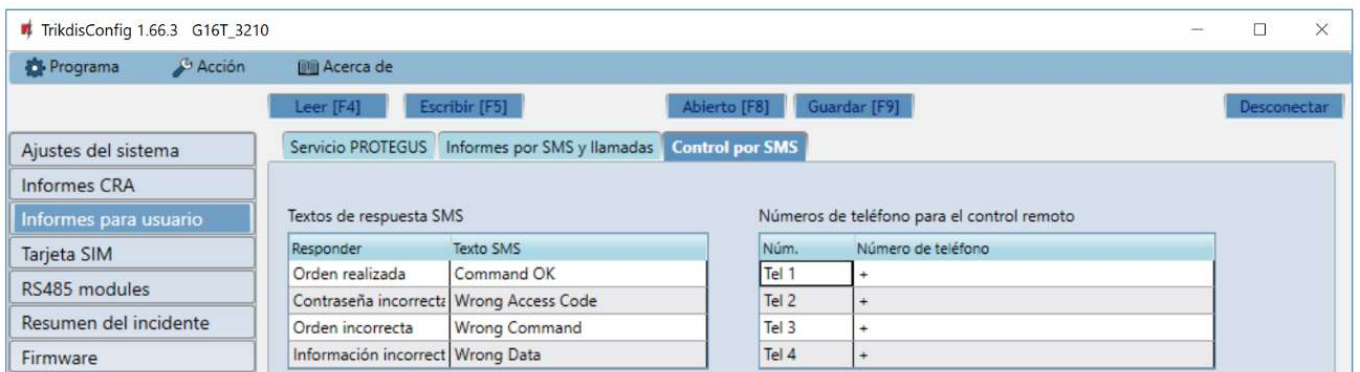 TrikdisConfig 1.66.3 G16T_3210
Programa Acción Acerca de
Leer [F4] Escribir [F5] Abierto [F8] Guardar [F9] Desconectar
Ajustes del sistema
Informes CRA
Informes para usuario
Tarjeta SIM
RS485 modules
Resumen del incidente
Firmware
Servicio PROTEGUS Informes por SMS y llamadas Control por SMS
Textos de respuesta SMS
Responder Texto SMS
Orden realizada Command OK
Contraseña incorrecta Wrong Access Code
Orden incorrecta Wrong Command
Información incorrect Wrong Data
Números de teléfono para el control remoto
Núm. Número de teléfono
Tel 1 +
Tel 2 +
Tel 3 +
Tel 4 +